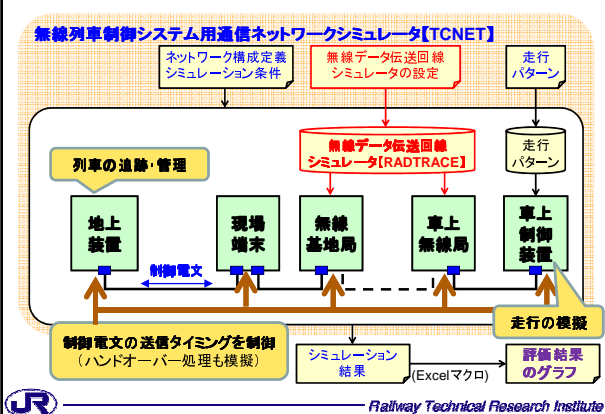 無線列車制御システム用通信ネットワークシミュレータ【TCNET】
ネットワーク構成定義
シミュレーション条件
無線データ伝送回線
シミュレータの設定
走行
パターン
無線データ伝送回線
シミュレータ【RADTRACE】
走行
パターン
列車の追跡・管理
地上
装置
現場
端末
無線
基地局
車上
無線局
車上
制御
装置
制御電文
制御電文の送信タイミングを制御
（ハンドオーバー処理も模擬）
走行の模擬
シミュレーション
結果
(Excelマクロ)
評価結果
のグラフ
JR
Railway Technical Research Institute